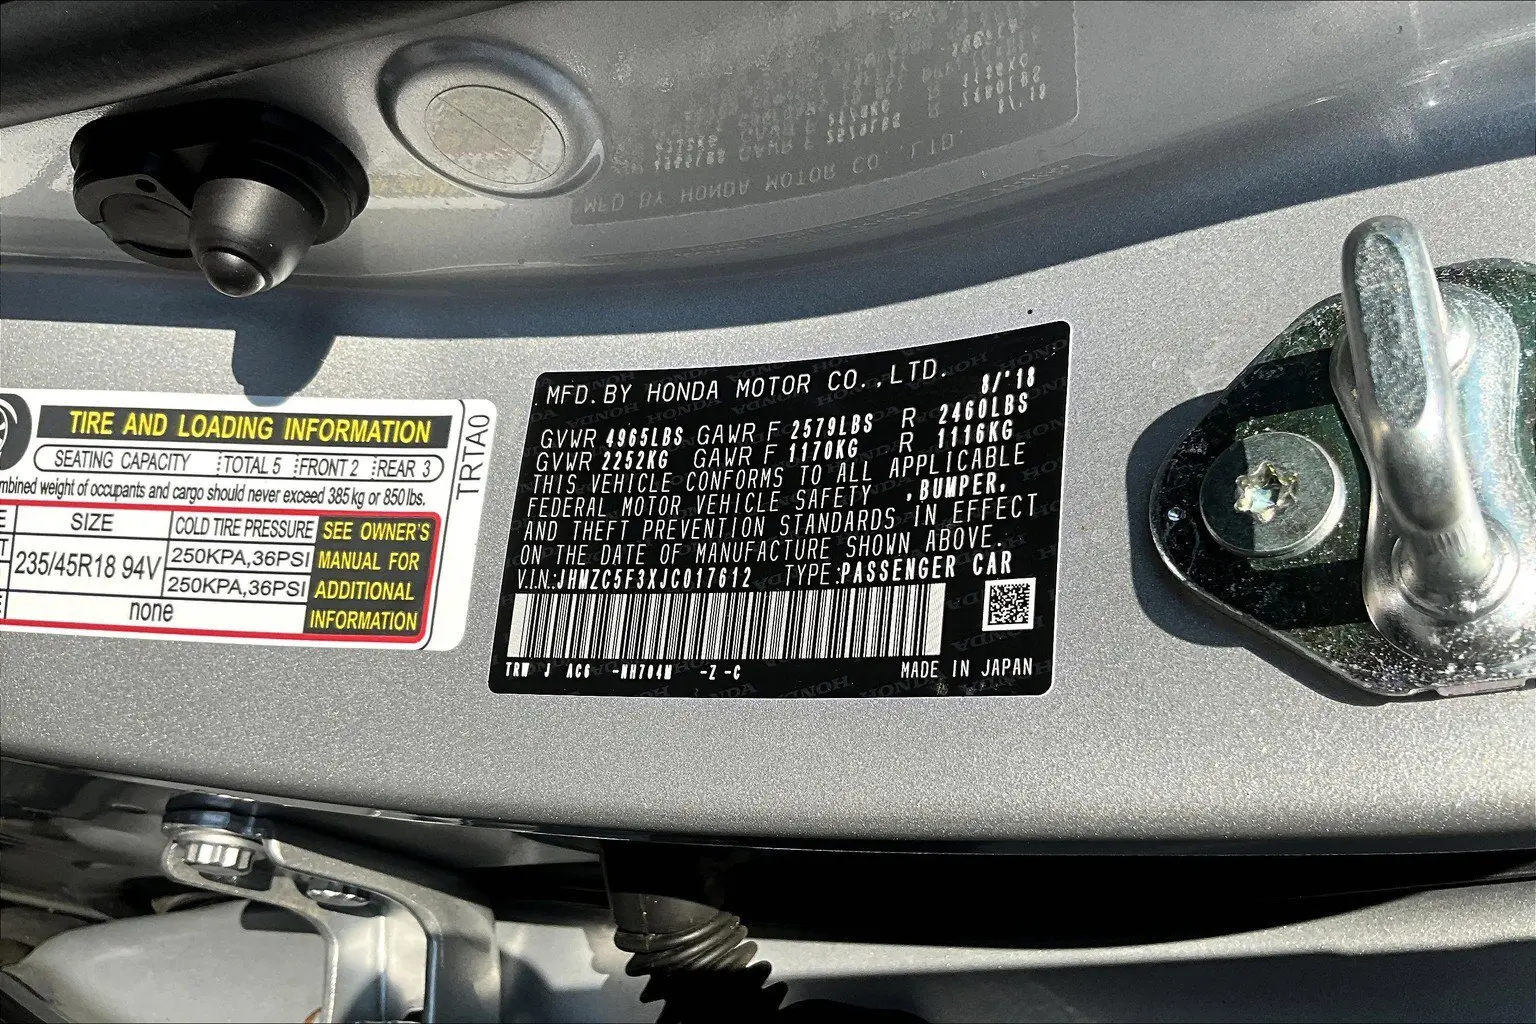 TIRE AND LOADING INFORMATION
SEATING CAPACITY TOTAL 5 FRONT 2 REAR 3
mbined weight of occupants and cargo should never exceed 385 kg or 850 lbs.
SIZE COLD TIRE PRESSURE
235/45R18 94V 250KPA,36PSI
250KPA,36PSI
none
SEE OWNER'S
MANUAL FOR
ADDITIONAL
INFORMATION
TRTA0
MFD.BY HONDA MOTOR CO.,LTD. 8/'18
GVWR 4965LBS GAWR F 2579LBS R 2460LBS
GVWR 2252KG GAWR F 1170KG R 1116KG
THIS VEHICLE CONFORMS TO ALL APPLICABLE
FEDERAL MOTOR VEHICLE SAFETY ,BUMPER,
AND THEFT PREVENTION STANDARDS IN EFFECT
ON THE DATE OF MANUFACTURE SHOWN ABOVE.
V.I.N.:JHMZC5F3XJC017612 TYPE:PASSENGER CAR
TRW J AC6 -NH704M -Z -C MADE IN JAPAN